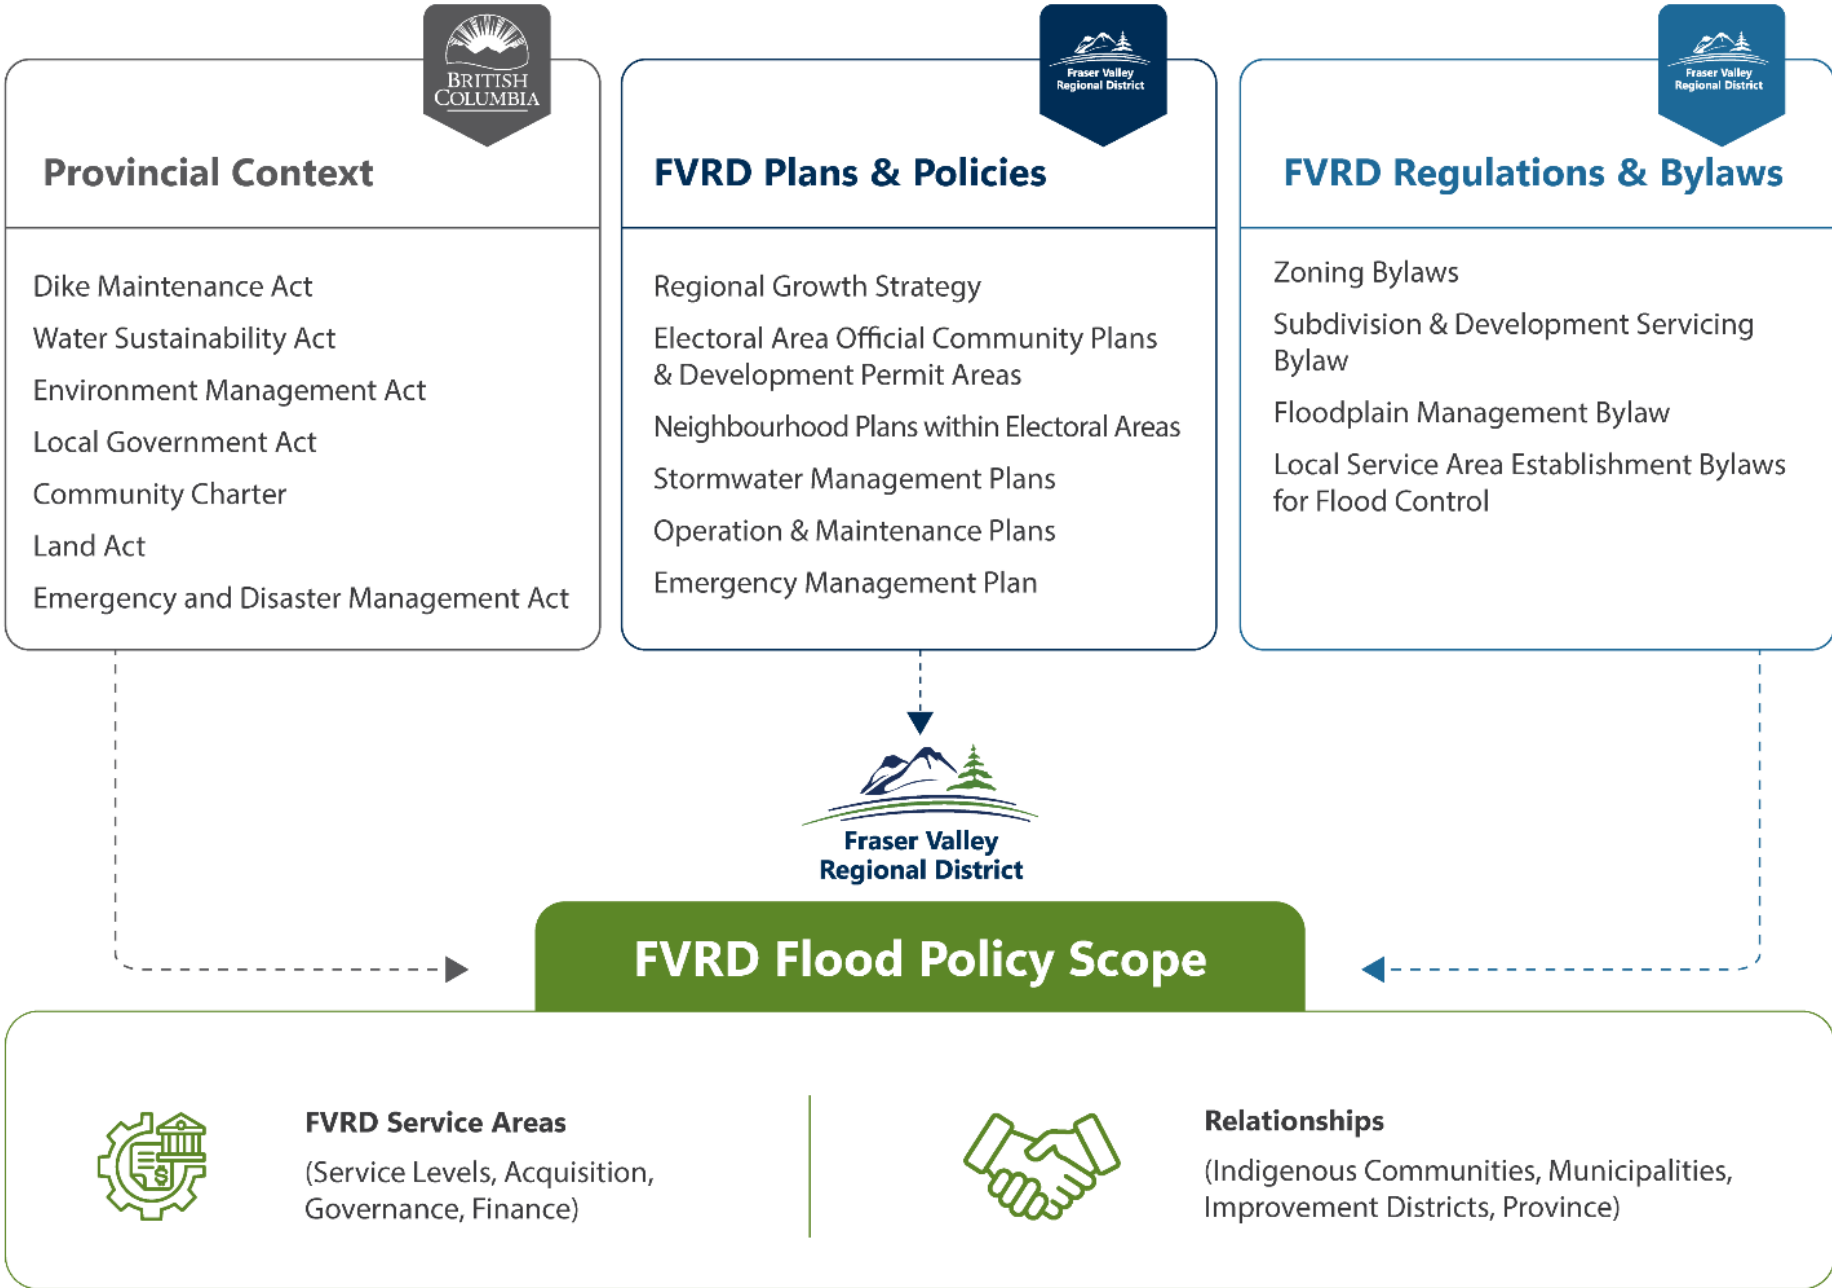 BRITISH
COLUMBIA
Provincial Context
Dike Maintenance Act
Water Sustainability Act
Environment Management Act
Local Government Act
Community Charter
Land Act
Emergency and Disaster Management Act
Fraser Valley
Regional District
FVRD Plans & Policies
Regional Growth Strategy
Electoral Area Official Community Plans
& Development Permit Areas
Neighbourhood Plans within Electoral Areas
Stormwater Management Plans
Operation & Maintenance Plans
Emergency Management Plan
Fraser Valley
Regional District
FVRD Regulations & Bylaws
Zoning Bylaws
Subdivision & Development Servicing
Bylaw
Floodplain Management Bylaw
Local Service Area Establishment Bylaws
for Flood Control
Fraser Valley
Regional District
FVRD Flood Policy Scope
$
FVRD Service Areas
(Service Levels, Acquisition,
Governance, Finance)
Relationships
(Indigenous Communities, Municipalities,
Improvement Districts, Province)